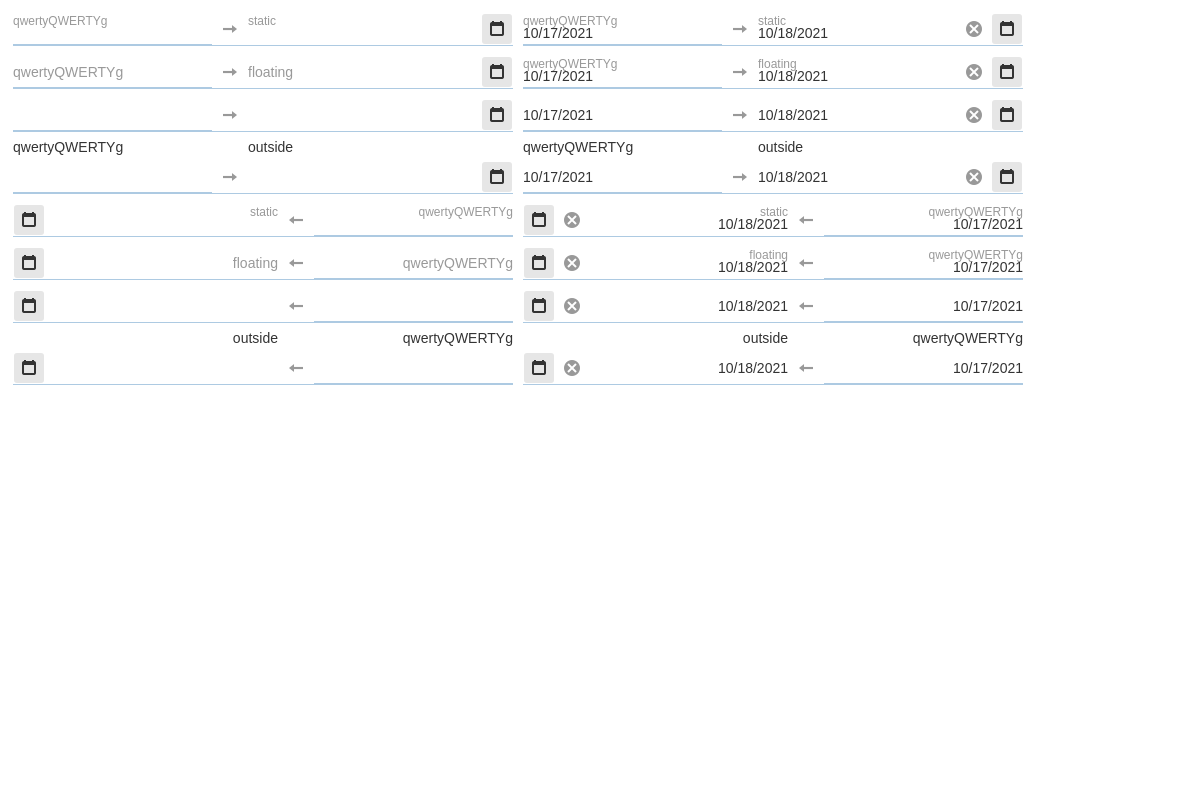 qwertyQWERTYg static qwertyQWERTYg static
10/17/2021 10/18/2021
qwertyQWERTYg floating qwertyQWERTYg floating
10/17/2021 10/18/2021
10/17/2021 10/18/2021
qwertyQWERTYg outside qwertyQWERTYg outside
10/17/2021 10/18/2021
static qwertyQWERTYg static qwertyQWERTYg
10/18/2021 10/17/2021
floating qwertyQWERTYg floating qwertyQWERTYg
10/18/2021 10/17/2021
10/18/2021 10/17/2021
outside qwertyQWERTYg outside qwertyQWERTYg
10/18/2021 10/17/2021